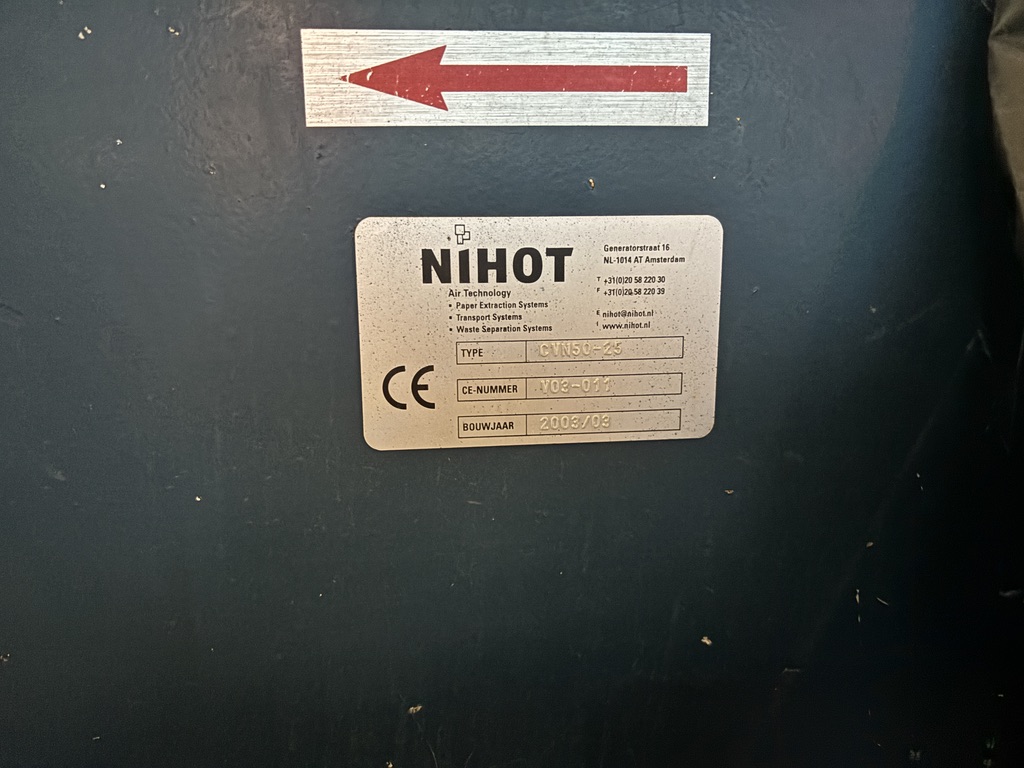 NIHOT
Generatorstraat 16
NL-1014 AT Amsterdam
T +31(0)20 58 220 30
F +31(0)20 58 220 39
E nihot@nihot.nl
I www.nihot.nl
Air Technology
• Paper Extraction Systems
• Transport Systems
• Waste Separation Systems
CE
TYPE CVN50-25
CE-NUMMER V03-011
BOUWJAAR 2003/03